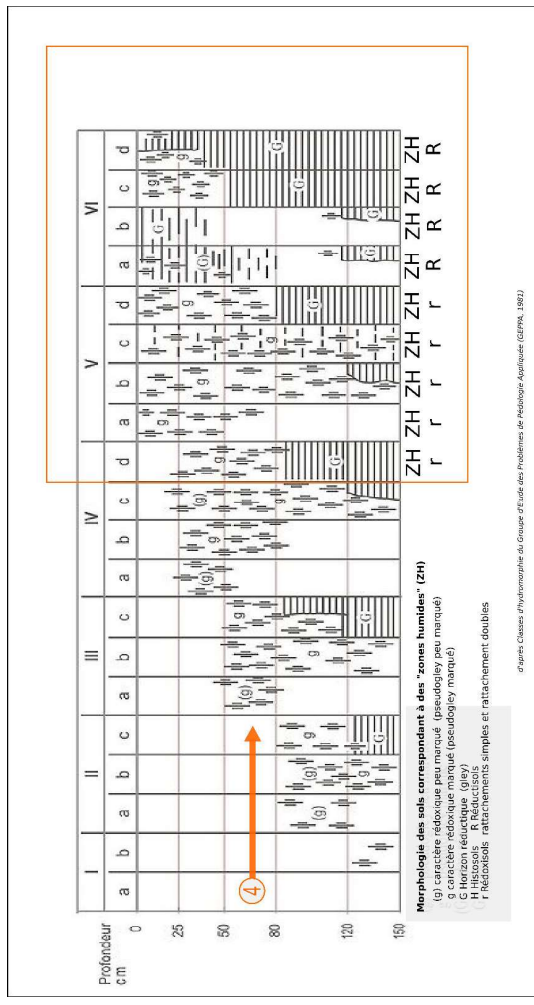 I II III IV V VI
a b a b c a b c a b c d a b c d a b c d
Profondeur
cm
0
g G g
25
(g) g (g) g g g (G) g
50
4 (g) g
80
g g G
(g) (g) g g G G G
120
g G G G G
150
ZH ZH ZH ZH ZH ZH ZH ZH ZH
r r r r r R R R R
Morphologie des sols correspondant à des "zones humides" (ZH)
(g) caractère rédoxique peu marqué (pseudogley peu marqué)
g caractère rédoxique marqué (pseudogley marqué)
G Horizon réductique (gley)
H Histosols R Réductisols
r Rédoxisols rattachements simples et rattachement doubles
d'après Classes d'hydromorphie du Groupe d'Etude des Problèmes de Pédologie Appliquée (GEPPA, 1981)